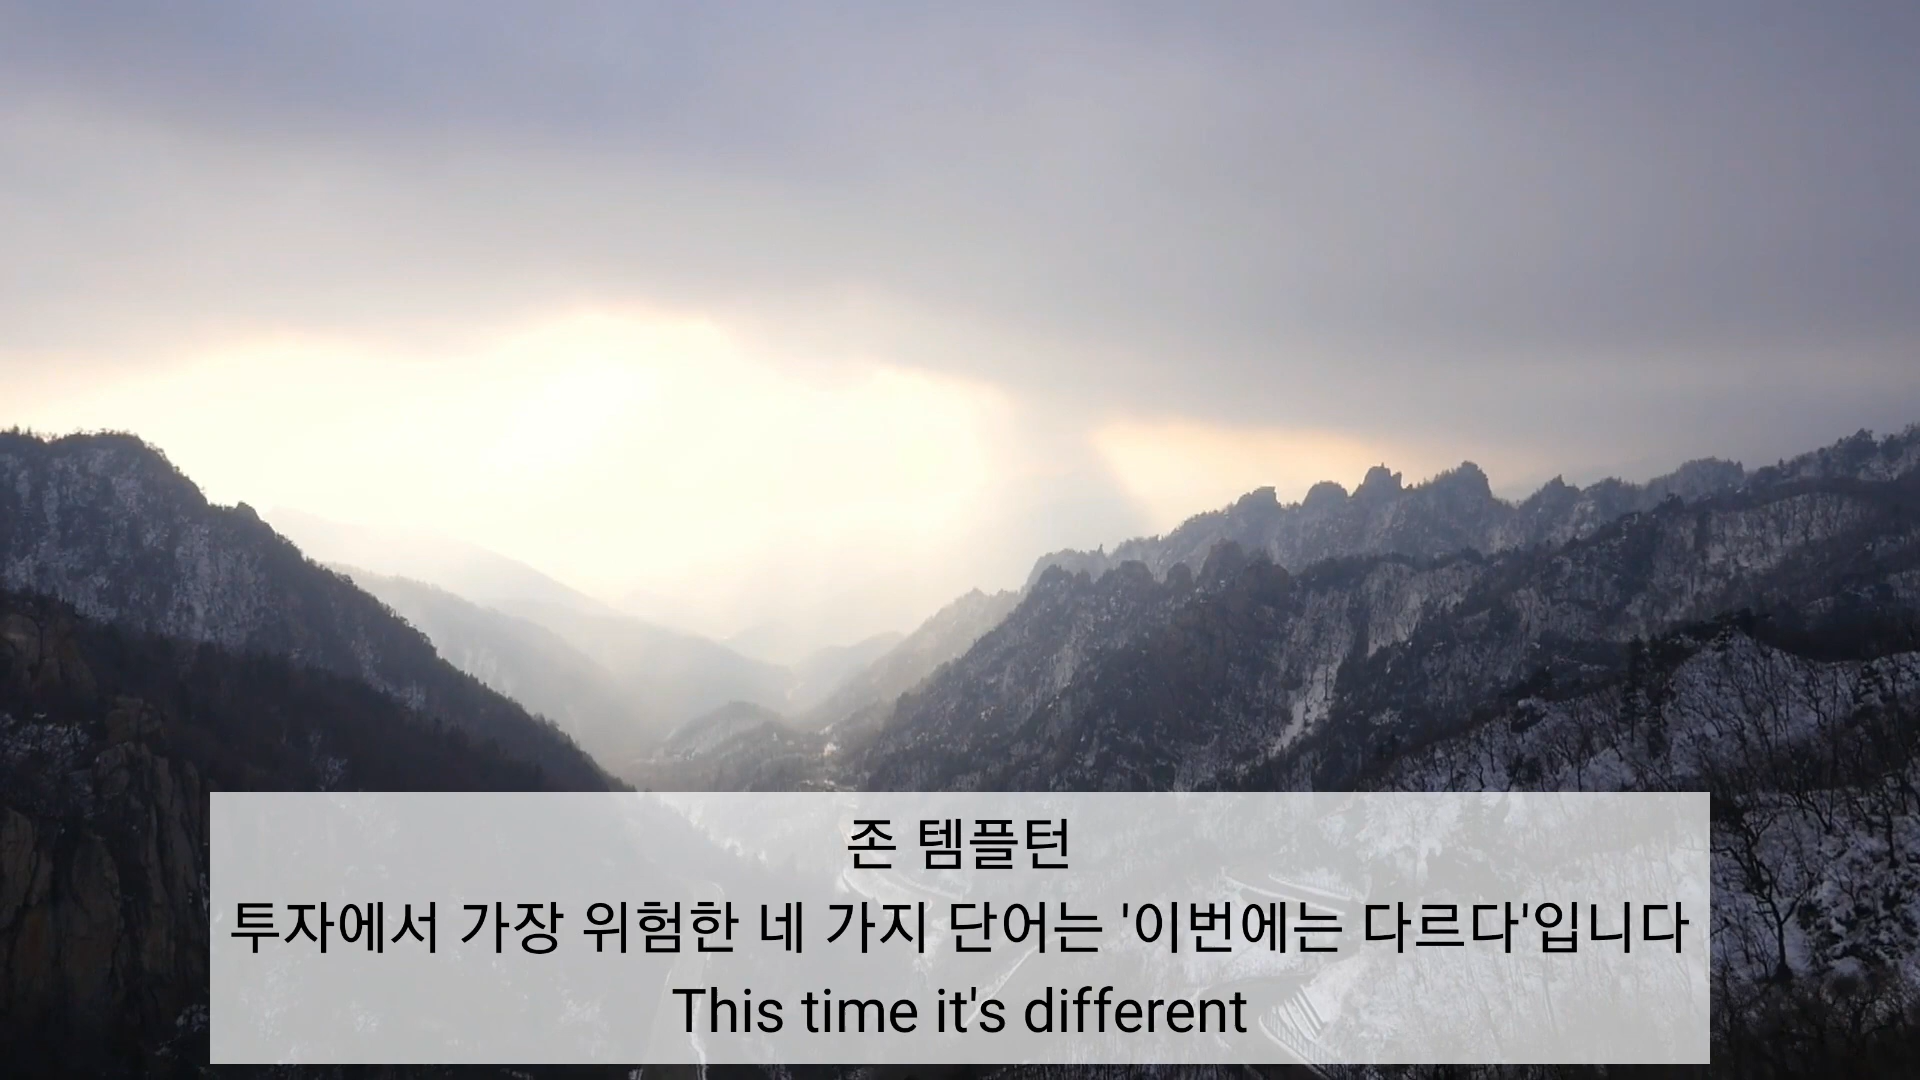 존 템플턴
투자에서 가장 위험한 네 가지 단어는 '이번에는 다르다'입니다
This time it's different